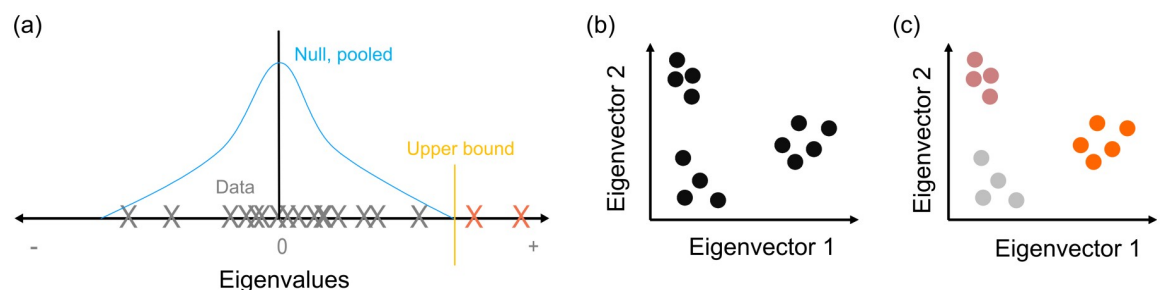 (a)
Null, pooled
Upper bound
Data
- 0 +
Eigenvalues
(b)
Eigenvector 2
Eigenvector 1
(c)
Eigenvector 2
Eigenvector 1